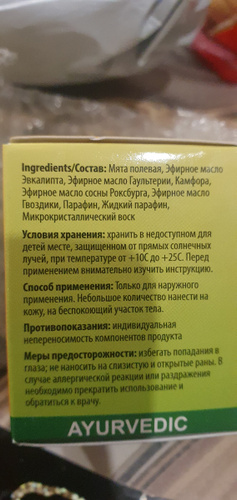 Ingredients/Состав: Мята полевая, Эфирное масло
Эвкалипта, Эфирное масло Гаультерии, Камфора,
Эфирное масло сосны Роксбурга, Эфирное масло
Гвоздики, Парафин, Жидкий парафин,
Микрокристаллический воск
Условия хранения: хранить в недоступном для
детей месте, защищенном от прямых солнечных
лучей, при температуре от +10С до +25С. Перед
применением внимательно изучить инструкцию.
Способ применения: Только для наружного
применения. Небольшое количество нанести на
кожу, на беспокоящий участок тела.
Противопоказания: индивидуальная
непереносимость компонентов продукта
Меры предосторожности: избегать попадания в
глаза; не наносить на слизистую и открытые раны. В
случае аллергической реакции или раздражения
необходимо прекратить использование и
обратиться к врачу.
AYURVEDIC